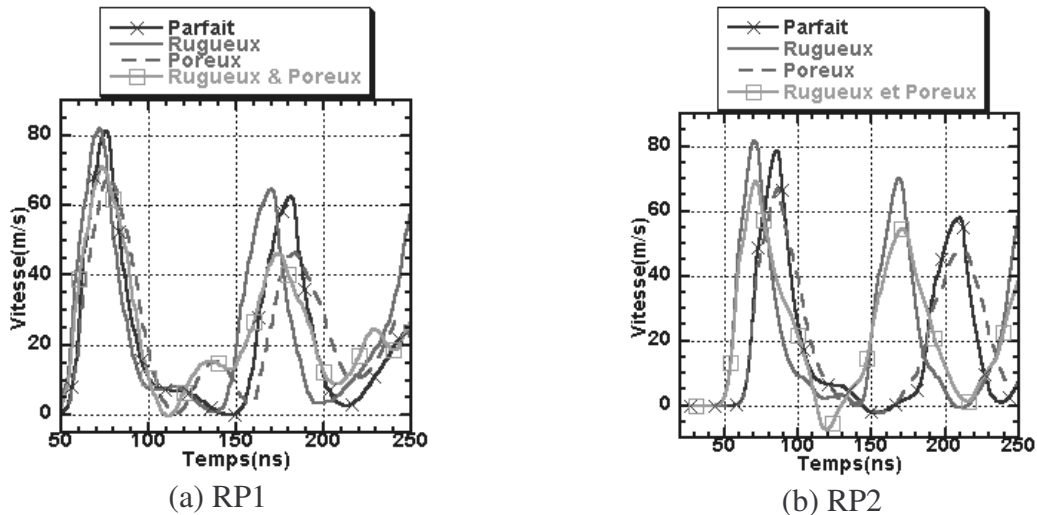 Parfait
Rugueux
Poreux
Rugueux & Poreux
80
60
40
20
0
Vitesse(m/s)
50 100 150 200 250
Temps(ns)
(a) RP1
Parfait
Rugueux
Poreux
Rugueux et Poreux
80
60
40
20
0
Vitesse(m/s)
50 100 150 200 250
Temps(ns)
(b) RP2